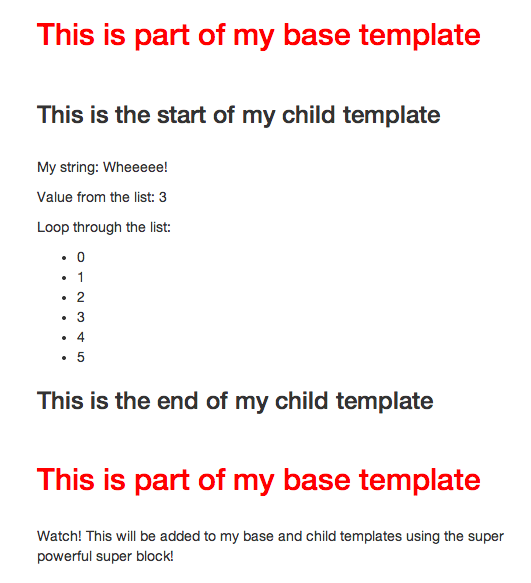 This is part of my base template
This is the start of my child template
My string: Wheeeee!
Value from the list: 3
Loop through the list:
• 0
• 1
• 2
• 3
• 4
• 5
This is the end of my child template
This is part of my base template
Watch! This will be added to my base and child templates using the super
powerful super block!